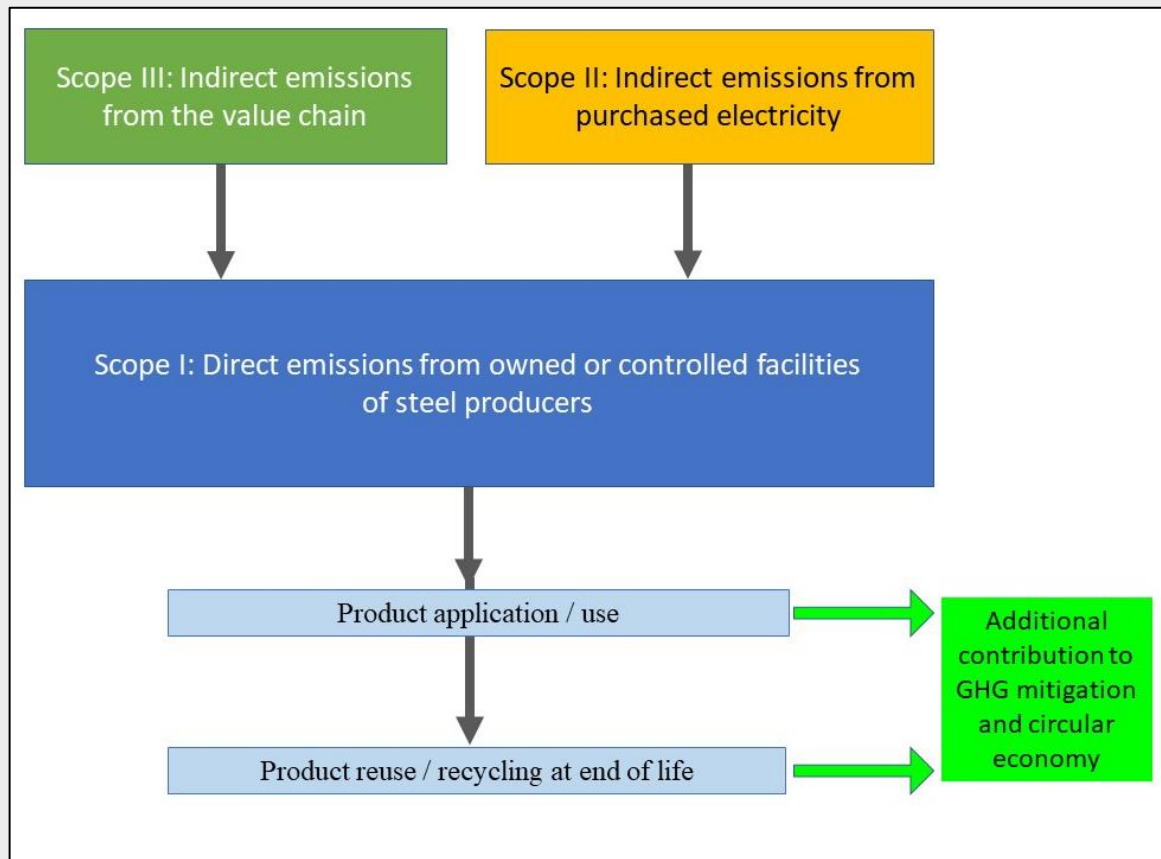 Scope III: Indirect emissions
from the value chain
Scope II: Indirect emissions from
purchased electricity
Scope I: Direct emissions from owned or controlled facilities
of steel producers
Product application / use
Additional
contribution to
GHG mitigation
and circular
economy
Product reuse / recycling at end of life